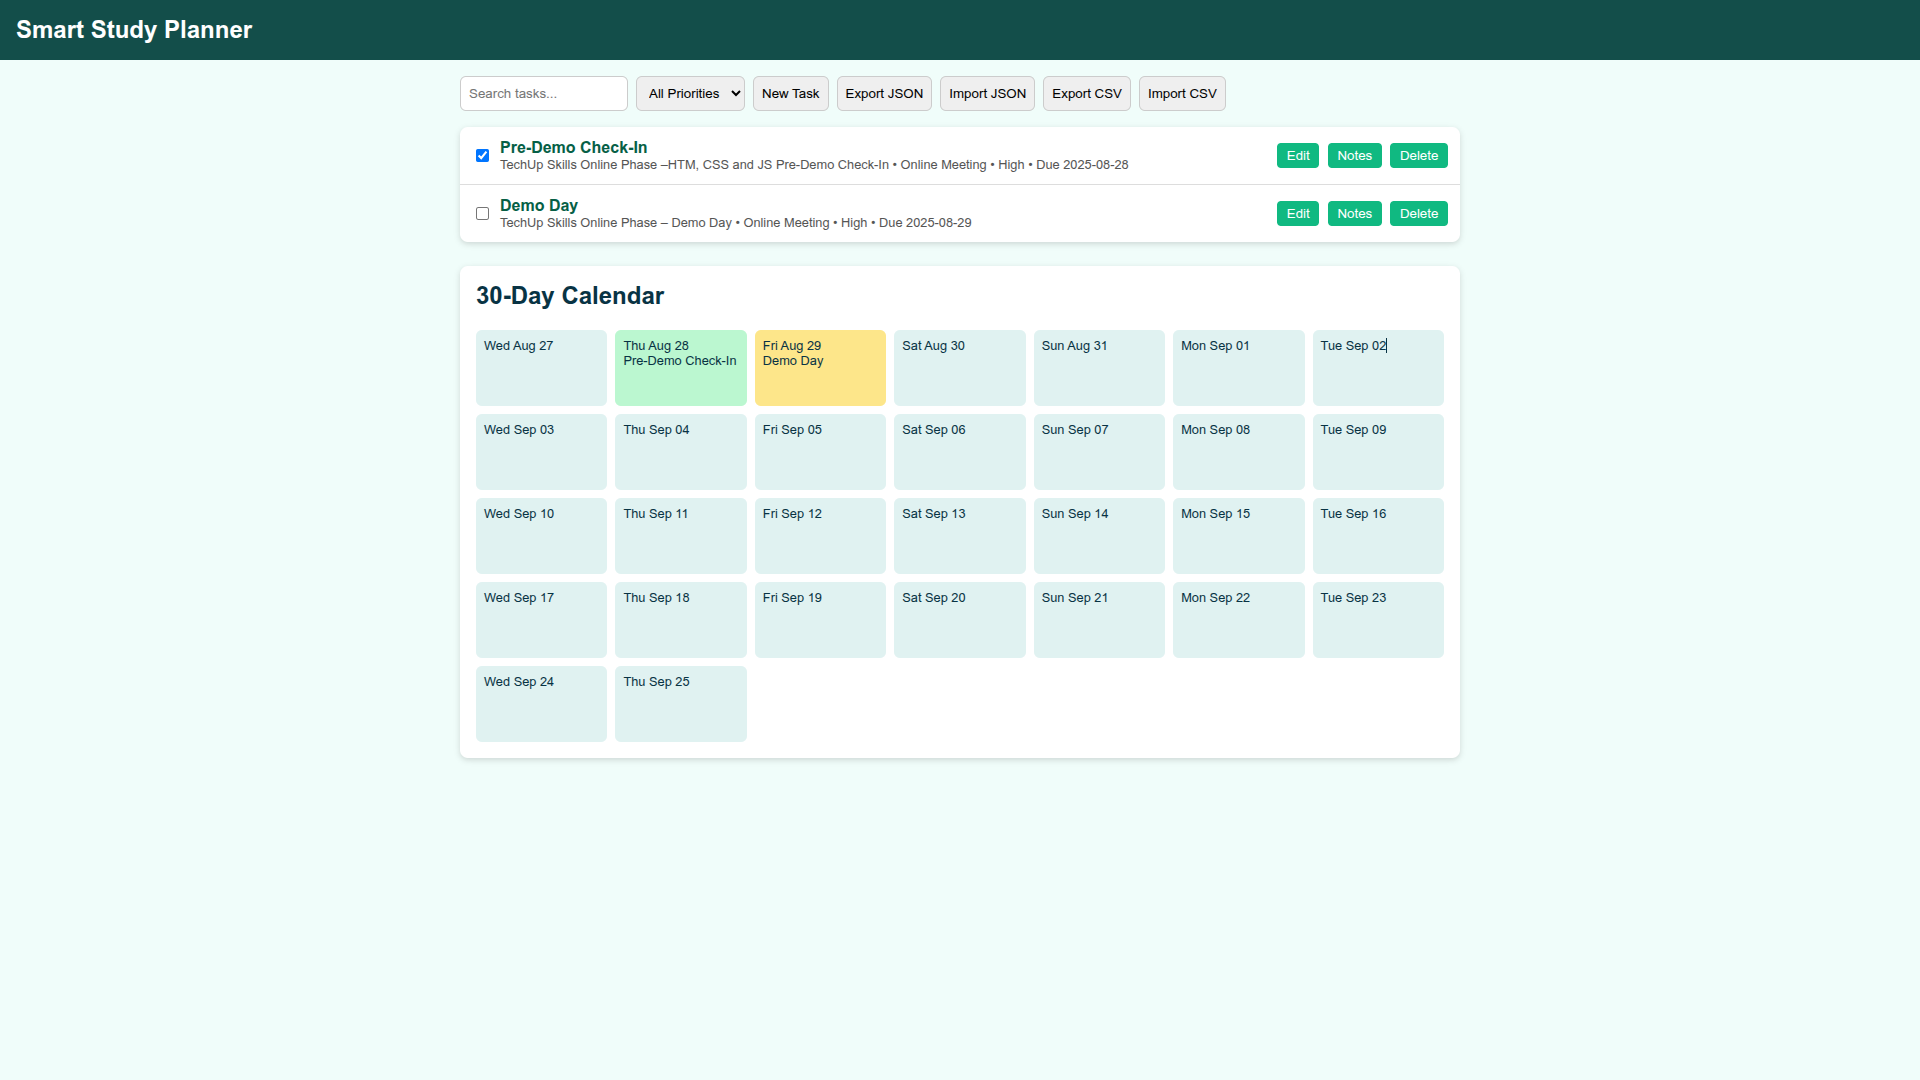 Smart Study Planner
Search tasks... All Priorities New Task Export JSON Import JSON Export CSV Import CSV
Pre-Demo Check-In
TechUp Skills Online Phase –HTM, CSS and JS Pre-Demo Check-In • Online Meeting • High • Due 2025-08-28
Edit Notes Delete
Demo Day
TechUp Skills Online Phase – Demo Day • Online Meeting • High • Due 2025-08-29
Edit Notes Delete
30-Day Calendar
Wed Aug 27
Thu Aug 28
Pre-Demo Check-In
Fri Aug 29
Demo Day
Sat Aug 30
Sun Aug 31
Mon Sep 01
Tue Sep 02
Wed Sep 03
Thu Sep 04
Fri Sep 05
Sat Sep 06
Sun Sep 07
Mon Sep 08
Tue Sep 09
Wed Sep 10
Thu Sep 11
Fri Sep 12
Sat Sep 13
Sun Sep 14
Mon Sep 15
Tue Sep 16
Wed Sep 17
Thu Sep 18
Fri Sep 19
Sat Sep 20
Sun Sep 21
Mon Sep 22
Tue Sep 23
Wed Sep 24
Thu Sep 25